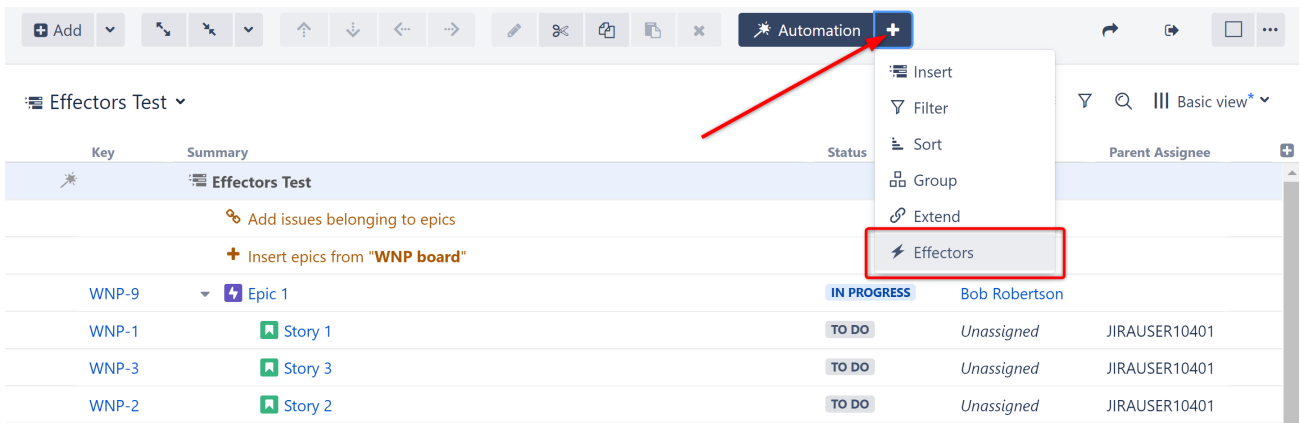 Add
Automation
Insert
Effectors Test
Filter
Basic view*
Sort
Key Summary Status Parent Assignee
Group
Effectors Test
Extend
Add issues belonging to epics
Effectors
Insert epics from "WNP board"
WNP-9 Epic 1 IN PROGRESS Bob Robertson
WNP-1 Story 1 TO DO Unassigned JIRAUSER10401
WNP-3 Story 3 TO DO Unassigned JIRAUSER10401
WNP-2 Story 2 TO DO Unassigned JIRAUSER10401